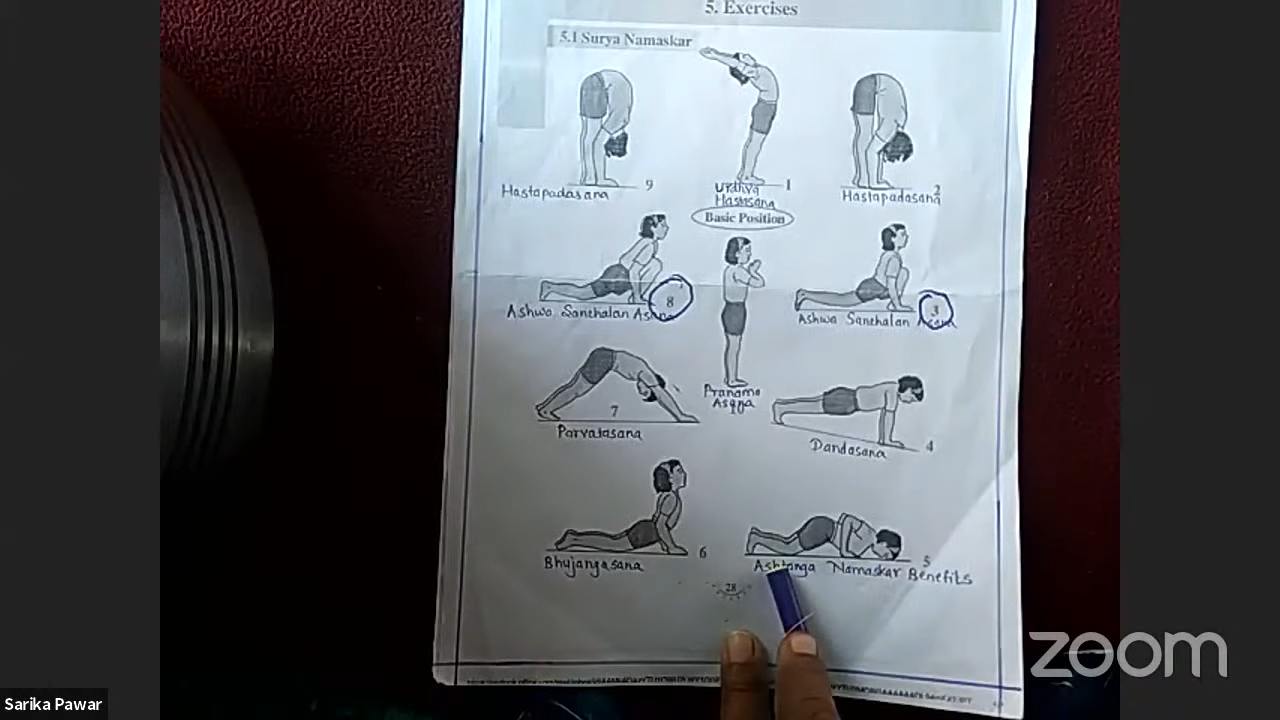 5. Exercises
5.1 Surya Namaskar
9
1
2
Hastapadasana
Urdhva
Hastasana
Hastapadasana
Basic Position
8
3
Ashwa Sanchalan Asana
Ashwa Sanchalan Asana
Pranamo
Asana
7
Parvatasana
4
Dandasana
6
5
Bhujangasana
Ashtanga Namaskar Benefits
28
zoom
Sarika Pawar